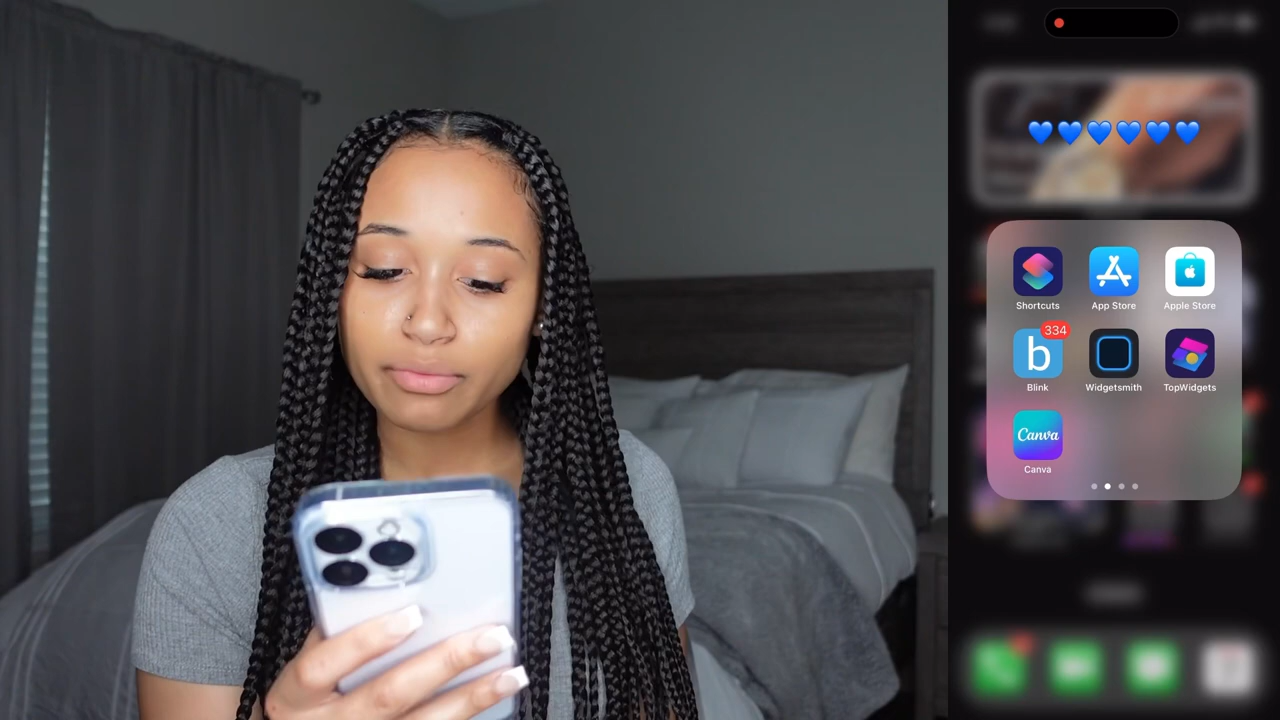 💙💙💙💙💙💙
Shortcuts App Store Apple Store
334
b
Blink Widgetsmith TopWidgets
Canva
Canva